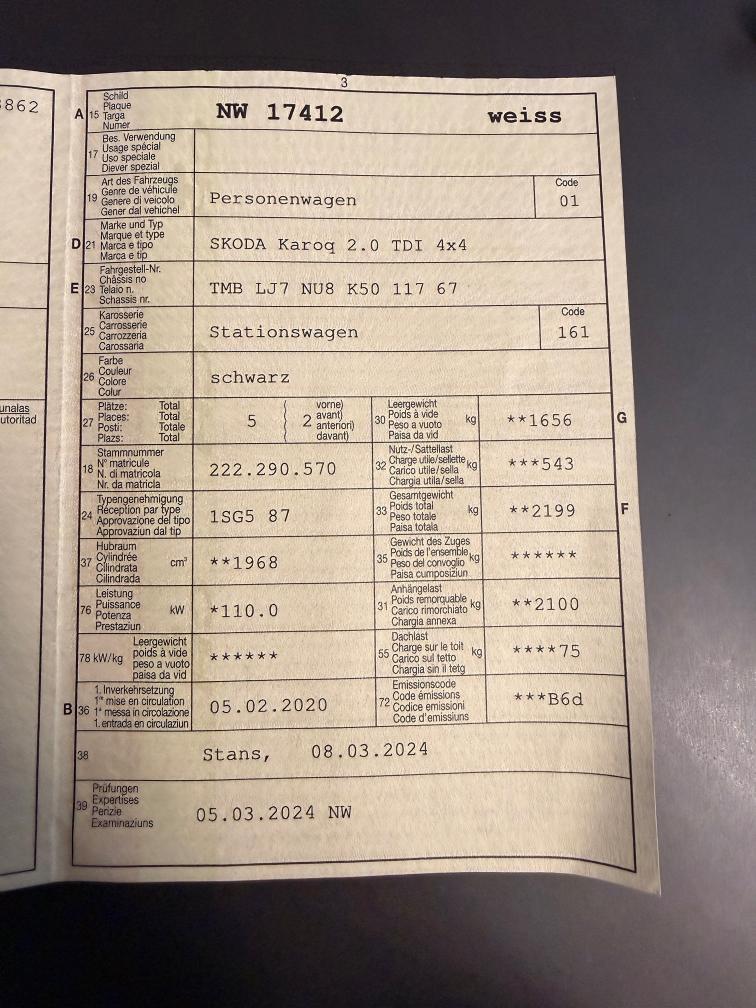 3
3862
A 15 Schild
Plaque
Targa
Numer
NW 17412 weiss
17 Bes. Verwendung
Usage spécial
Uso speciale
Diever spezial
19 Art des Fahrzeugs
Genre de véhicule
Genere di veicolo
Gener dal vehichel
Personenwagen
Code
01
D 21 Marke und Typ
Marque et type
Marca e tipo
Marca e tip
SKODA Karoq 2.0 TDI 4x4
E 23 Fahrgestell-Nr.
Châssis no
Telaio n.
Schassis nr.
TMB LJ7 NU8 K50 117 67
25 Karosserie
Carrosserie
Carrozzeria
Carossaria
Stationswagen
Code
161
26 Farbe
Couleur
Colore
Colur
schwarz
unalas
utoritad
27 Plätze: Total
Places: Total
Posti: Totale
Plazs: Total
5 ( 2 vorne)
avant)
anteriori)
davant)
30 Leergewicht
Poids à vide
Peso a vuoto
Paisa da vid
kg
**1656
G
18 Stammnummer
N° matricule
N. di matricola
Nr. da matricla
222.290.570
32 Nutz-/Sattellast
Charge utile/sellette
Carico utile/sella
Chargia utila/sella
kg
***543
24 Typengenehmigung
Réception par type
Approvazione del tipo
Approvaziun dal tip
1SG5 87
33 Gesamtgewicht
Poids total
Peso totale
Paisa totala
kg
**2199
F
37 Hubraum
Cylindrée
Cilindrata
Cilindrada
cm³
**1968
35 Gewicht des Zuges
Poids de l'ensemble
Peso del convoglio
Paisa cumposiziun
kg
******
76 Leistung
Puissance
Potenza
Prestaziun
kW
*110.0
31 Anhängelast
Poids remorquable
Carico rimorchiato
Chargia annexa
kg
**2100
78 kW/kg Leergewicht
poids à vide
peso a vuoto
paisa da vid
******
55 Dachlast
Charge sur le toit
Carico sul tetto
Chargia sin il tetg
kg
****75
B 36 1. Inverkehrsetzung
1re mise en circulation
1a messa in circolazione
1. entrada en circulaziun
05.02.2020
72 Emissionscode
Code émissions
Codice emissioni
Code d'emissiuns
***B6d
38 Stans, 08.03.2024
39 Prüfungen
Expertises
Perizie
Examinaziuns
05.03.2024 NW